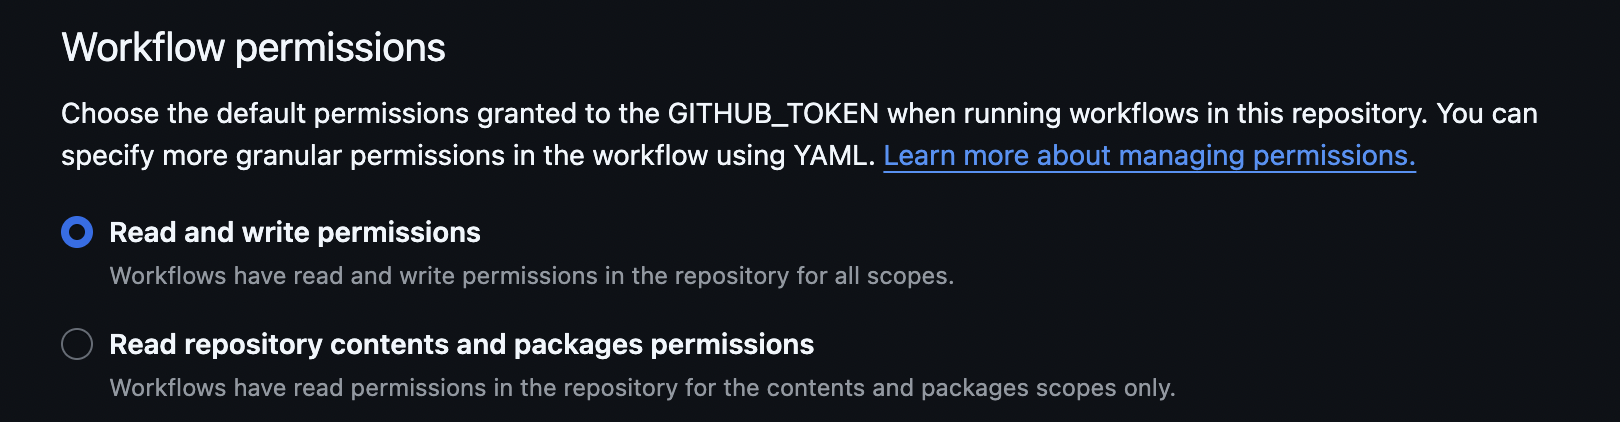 Workflow permissions
Choose the default permissions granted to the GITHUB_TOKEN when running workflows in this repository. You can
specify more granular permissions in the workflow using YAML. Learn more about managing permissions.
Read and write permissions
Workflows have read and write permissions in the repository for all scopes.
Read repository contents and packages permissions
Workflows have read permissions in the repository for the contents and packages scopes only.